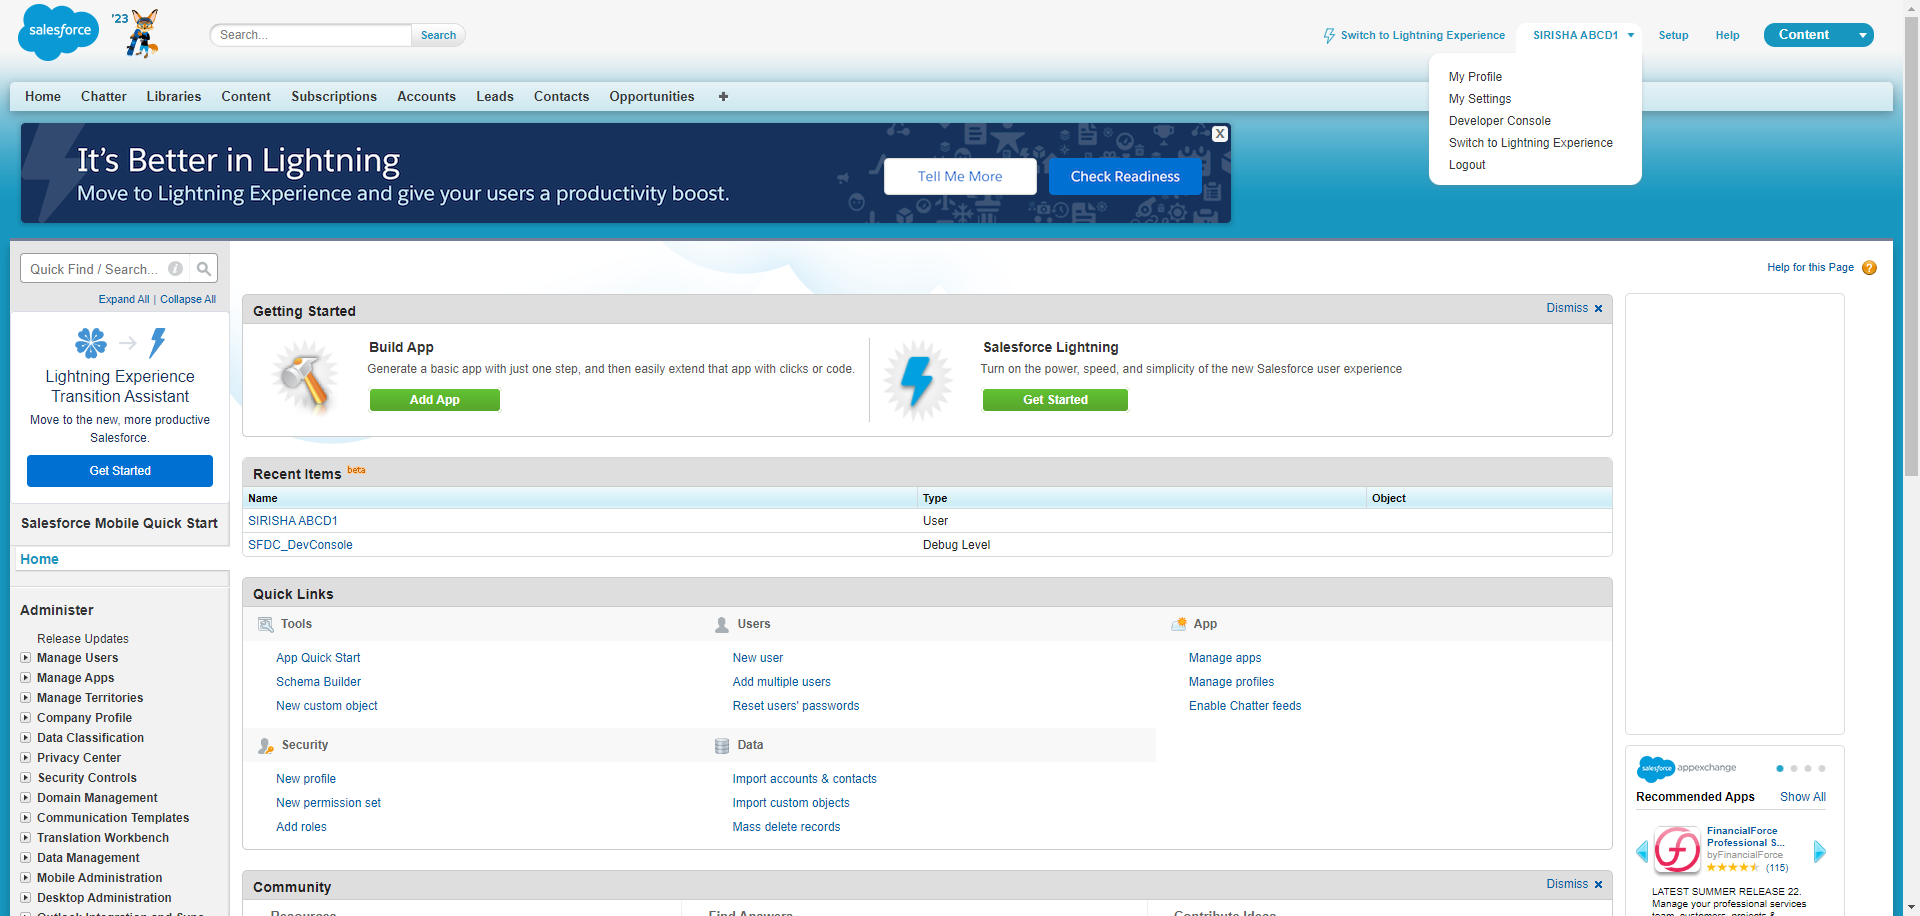 salesforce
'23
Search...
Search
Switch to Lightning Experience
SIRISHA ABCD1
Setup
Help
Content
My Profile
My Settings
Developer Console
Switch to Lightning Experience
Logout
Home Chatter Libraries Content Subscriptions Accounts Leads Contacts Opportunities +
It's Better in Lightning
Move to Lightning Experience and give your users a productivity boost.
Tell Me More
Check Readiness
X
Quick Find / Search...
Expand All | Collapse All
Lightning Experience
Transition Assistant
Move to the new, more productive
Salesforce.
Get Started
Salesforce Mobile Quick Start
Home
Administer
Release Updates
Manage Users
Manage Apps
Manage Territories
Company Profile
Data Classification
Privacy Center
Security Controls
Domain Management
Communication Templates
Translation Workbench
Data Management
Mobile Administration
Desktop Administration
Help for this Page ?
Getting Started
Dismiss x
Build App
Generate a basic app with just one step, and then easily extend that app with clicks or code.
Add App
Salesforce Lightning
Turn on the power, speed, and simplicity of the new Salesforce user experience
Get Started
Recent Items beta
Name Type Object
SIRISHA ABCD1 User
SFDC_DevConsole Debug Level
Quick Links
Tools
App Quick Start
Schema Builder
New custom object
Users
New user
Add multiple users
Reset users' passwords
App
Manage apps
Manage profiles
Enable Chatter feeds
Security
New profile
New permission set
Add roles
Data
Import accounts & contacts
Import custom objects
Mass delete records
Community
Dismiss x
Resources
Find Answers
Contribute Ideas
salesforce appexchange
Recommended Apps Show All
FinancialForce
Professional S...
byFinancialForce
(115)
LATEST SUMMER RELEASE 22.
Manage your professional services
team, customers, projects &